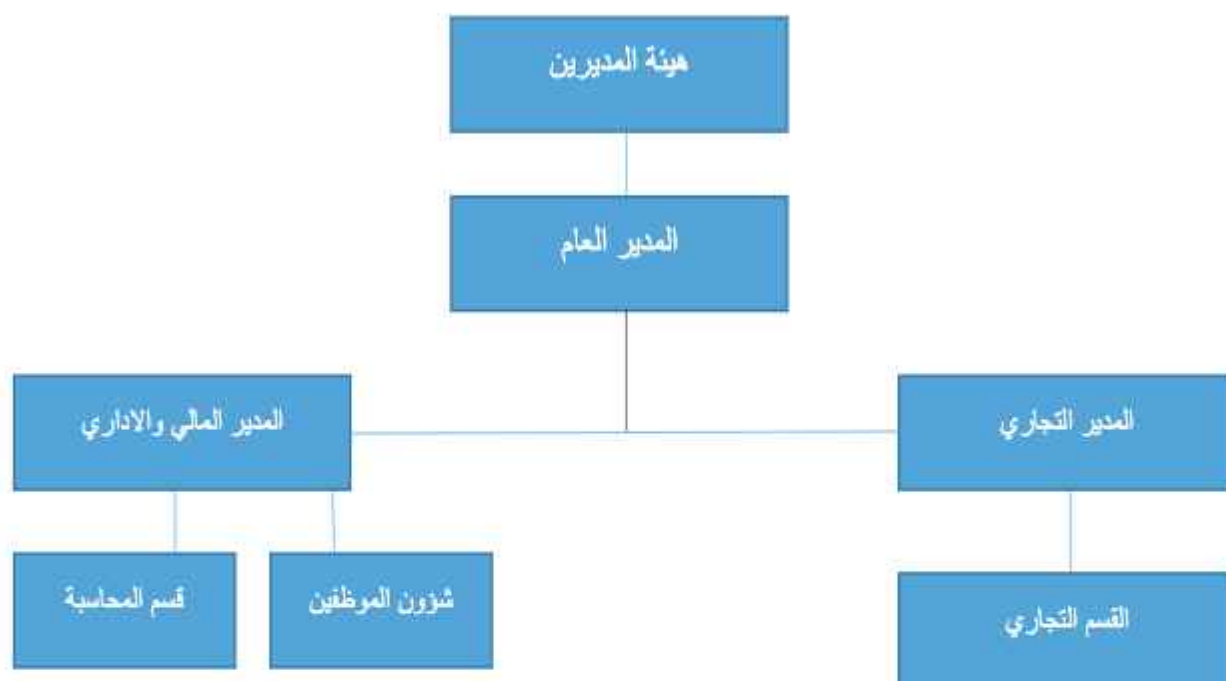 هيئة المديرين
المدير العام
المدير التجاري
المدير المالي والاداري
شؤون الموظفين
قسم المحاسبة
القسم التجاري